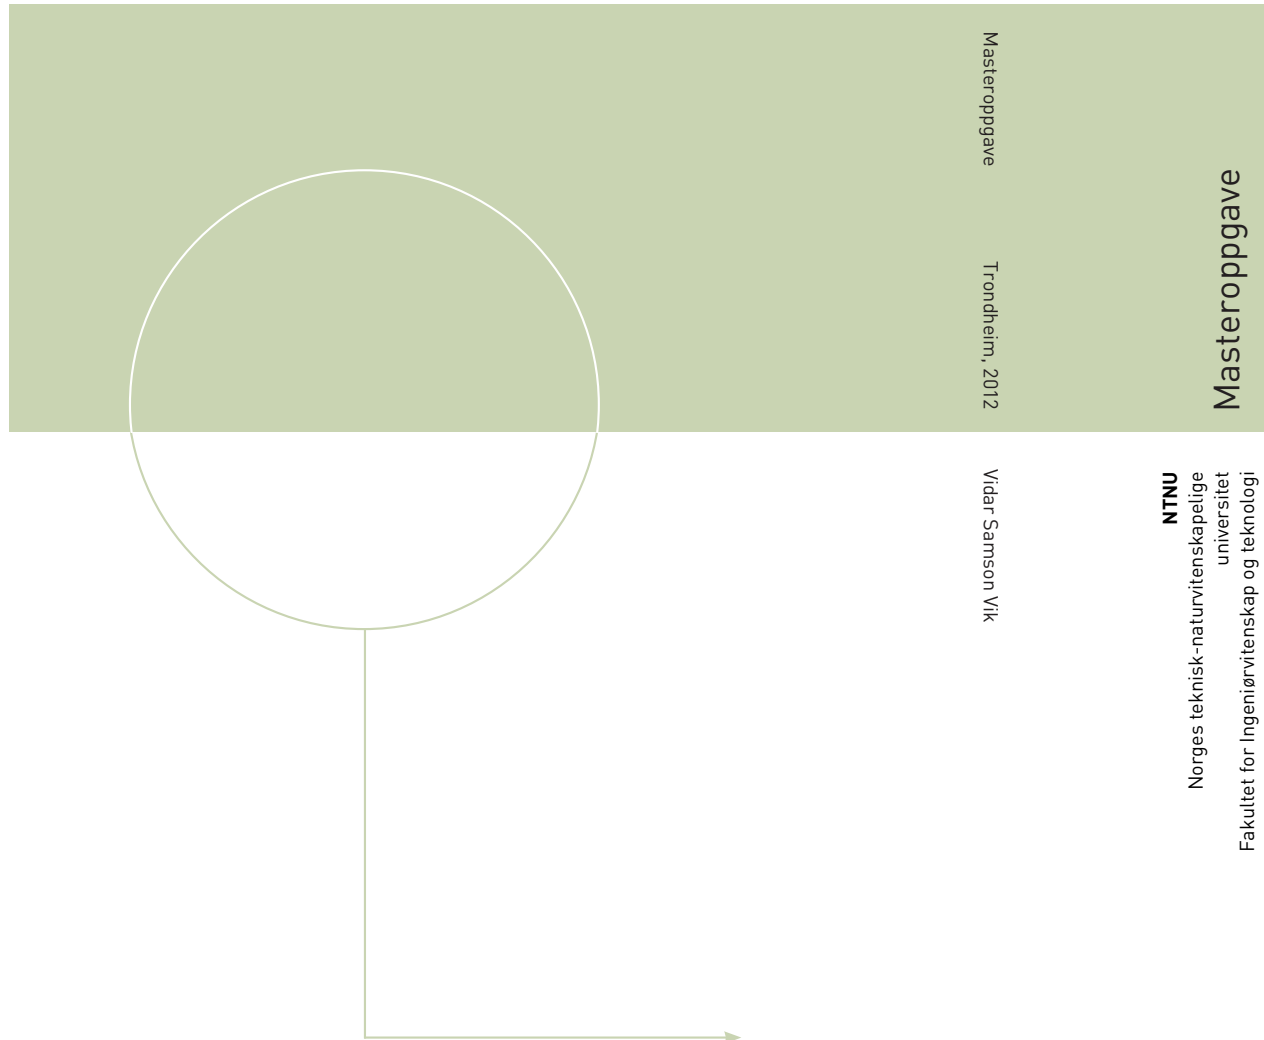 Masteroppgave
Trondheim, 2012
Vidar Samson Vik
Masteroppgave
NTNU
Norges teknisk-naturvitenskapelige
universitet
Fakultet for Ingeniørvitenskap og teknologi